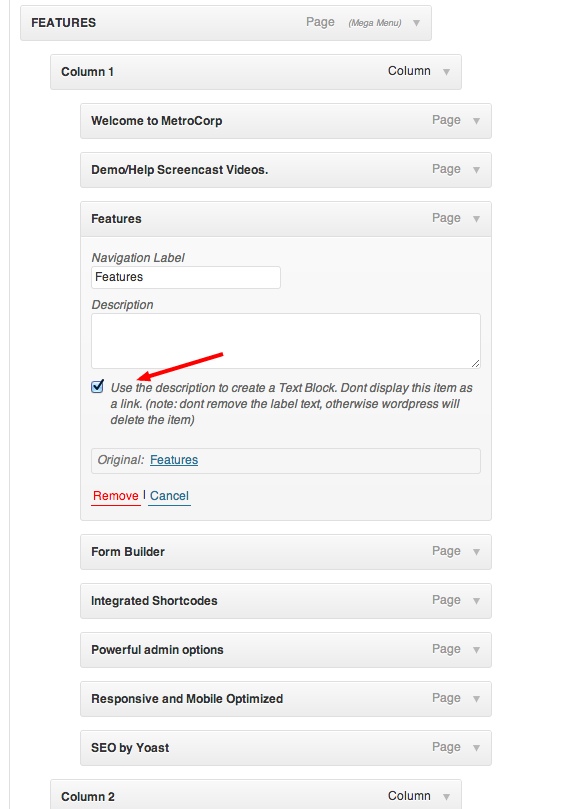 FEATURES Page (Mega Menu)
Column 1 Column
Welcome to MetroCorp Page
Demo/Help Screencast Videos. Page
Features Page
Navigation Label
Features
Description
Use the description to create a Text Block. Dont display this item as
a link. (note: dont remove the label text, otherwise wordpress will
delete the item)
Original: Features
Remove | Cancel
Form Builder Page
Integrated Shortcodes Page
Powerful admin options Page
Responsive and Mobile Optimized Page
SEO by Yoast Page
Column 2 Column